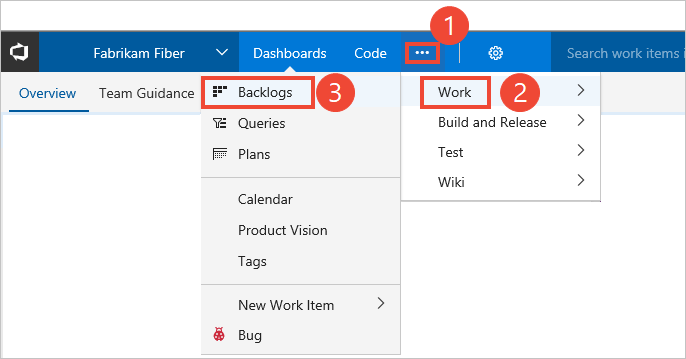 1
Fabrikam Fiber Dashboards Code ••• Search work items i
Overview Team Guidance Backlogs 3 Work 2
Queries Build and Release
Plans Test
Calendar Wiki
Product Vision
Tags
New Work Item
Bug